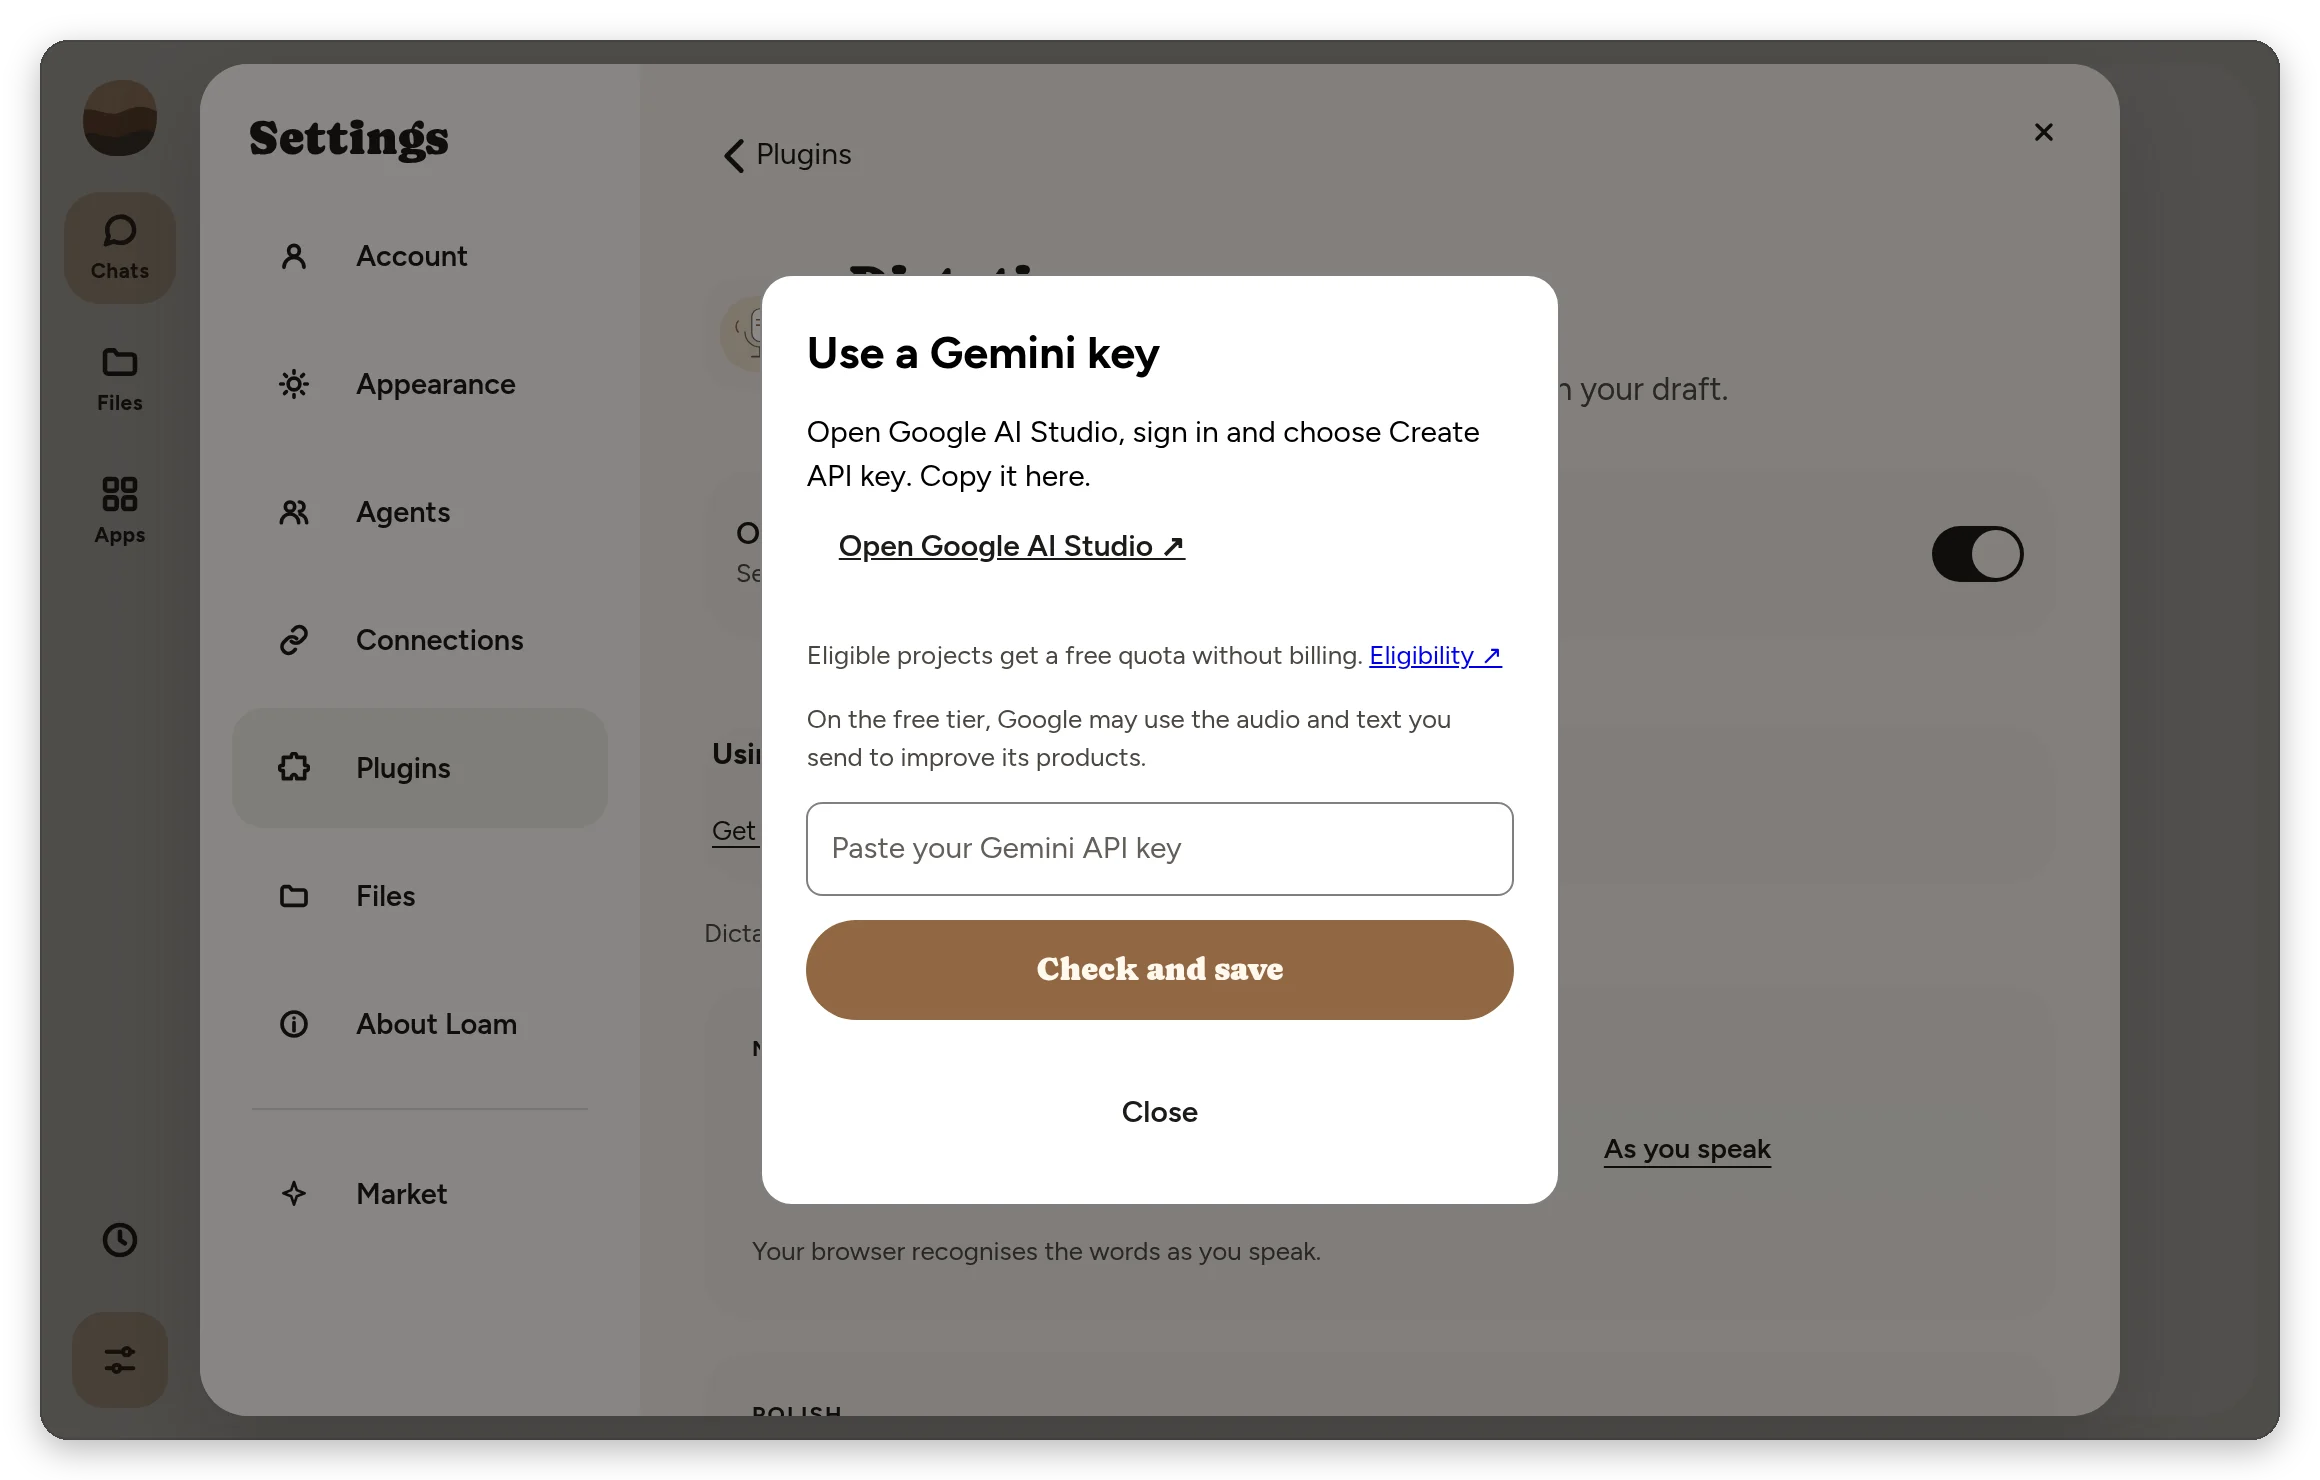 Settings
Chats
Files
Apps
Account
Appearance
Agents
Connections
Plugins
Files
About Loam
Market
Plugins
your draft.
Get
Use a Gemini key
Open Google AI Studio, sign in and choose Create
API key. Copy it here.
Open Google AI Studio ↗
Eligible projects get a free quota without billing. Eligibility ↗
On the free tier, Google may use the audio and text you
send to improve its products.
Paste your Gemini API key
Check and save
Close
As you speak
Your browser recognises the words as you speak.
POLISH